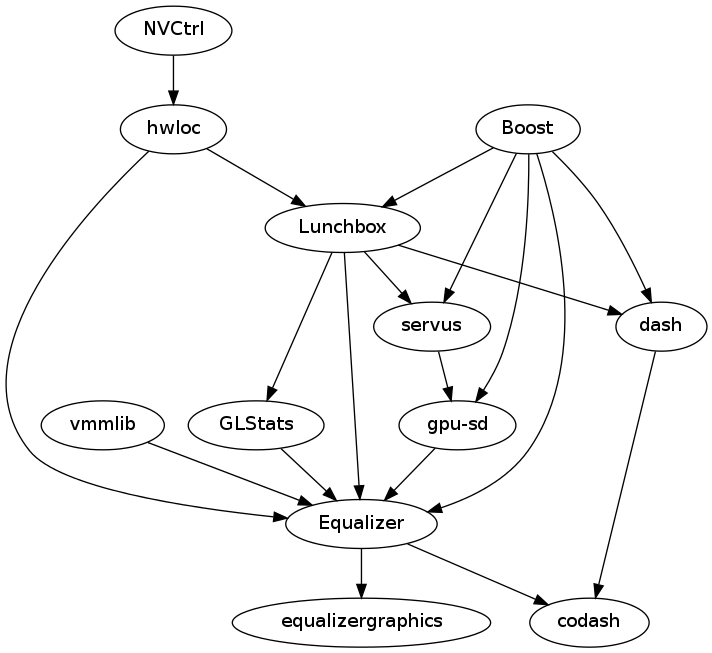 NVCtrl
hwloc
Boost
Lunchbox
servus
dash
vmmlib
GLStats
gpu-sd
Equalizer
equalizergraphics
codash